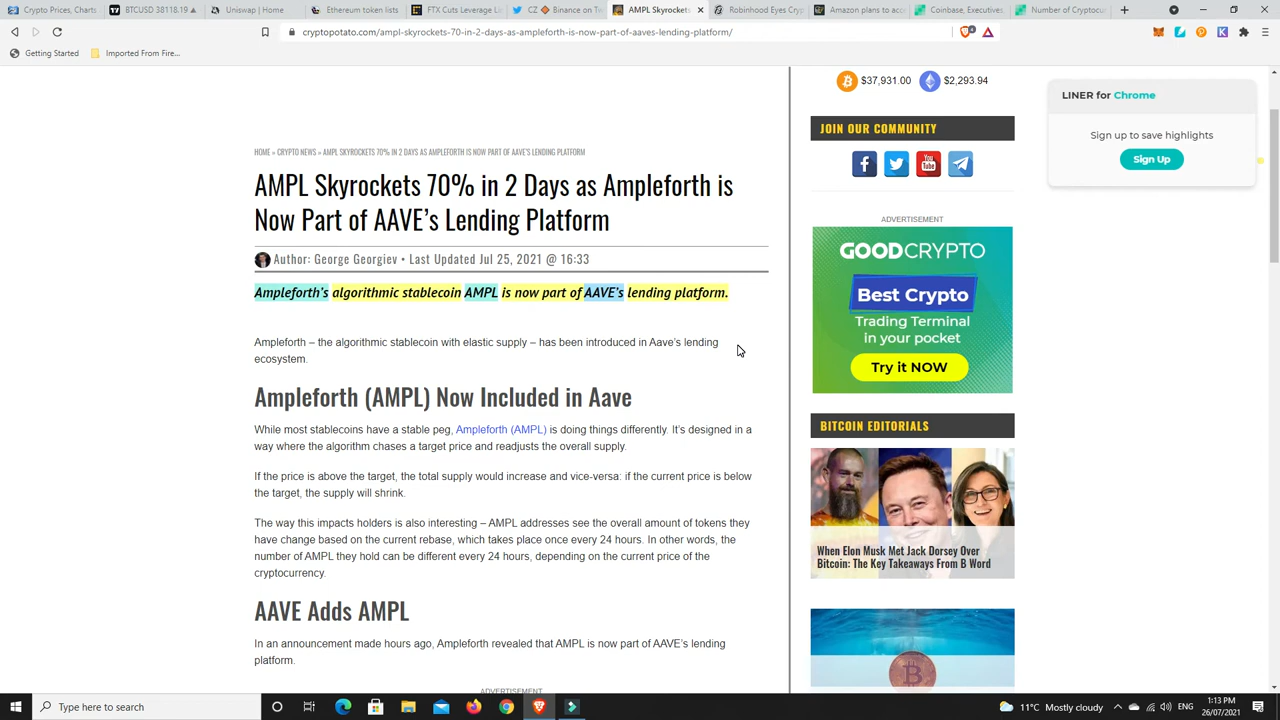 Crypto Prices, Charts
BTCUSD 38118.19 ▲
Uniswap | Home
Ethereum token lists
FTX Cuts Leverage Li
CZ 🔶 Binance on Tw
AMPL Skyrockets
Robinhood Eyes Cryp
Amazon plans to acc
Coinbase, Executives,
Number of Cryptocu
cryptopotato.com/ampl-skyrockets-70-in-2-days-as-ampleforth-is-now-part-of-aaves-lending-platform/
Getting Started
Imported From Fire...
$37,931.00
$2,293.94
LINER for Chrome
Sign up to save highlights
Sign Up
JOIN OUR COMMUNITY
You
Tube
HOME » CRYPTO NEWS » AMPL SKYROCKETS 70% IN 2 DAYS AS AMPLEFORTH IS NOW PART OF AAVE'S LENDING PLATFORM
AMPL Skyrockets 70% in 2 Days as Ampleforth is
Now Part of AAVE's Lending Platform
Author: George Georgiev • Last Updated Jul 25, 2021 @ 16:33
Ampleforth's algorithmic stablecoin AMPL is now part of AAVE's lending platform.
Ampleforth – the algorithmic stablecoin with elastic supply – has been introduced in Aave's lending
ecosystem.
Ampleforth (AMPL) Now Included in Aave
While most stablecoins have a stable peg, Ampleforth (AMPL) is doing things differently. It's designed in a
way where the algorithm chases a target price and readjusts the overall supply.
If the price is above the target, the total supply would increase and vice-versa: if the current price is below
the target, the supply will shrink.
The way this impacts holders is also interesting – AMPL addresses see the overall amount of tokens they
have change based on the current rebase, which takes place once every 24 hours. In other words, the
number of AMPL they hold can be different every 24 hours, depending on the current price of the
cryptocurrency.
AAVE Adds AMPL
In an announcement made hours ago, Ampleforth revealed that AMPL is now part of AAVE's lending
platform.
ADVERTISEMENT
ADVERTISEMENT
GOODCRYPTO
Best Crypto
Trading Terminal
in your pocket
Try it NOW
BITCOIN EDITORIALS
When Elon Musk Met Jack Dorsey Over
Bitcoin: The Key Takeaways From B Word
Type here to search
11°C Mostly cloudy
ENG
1:13 PM
26/07/2021